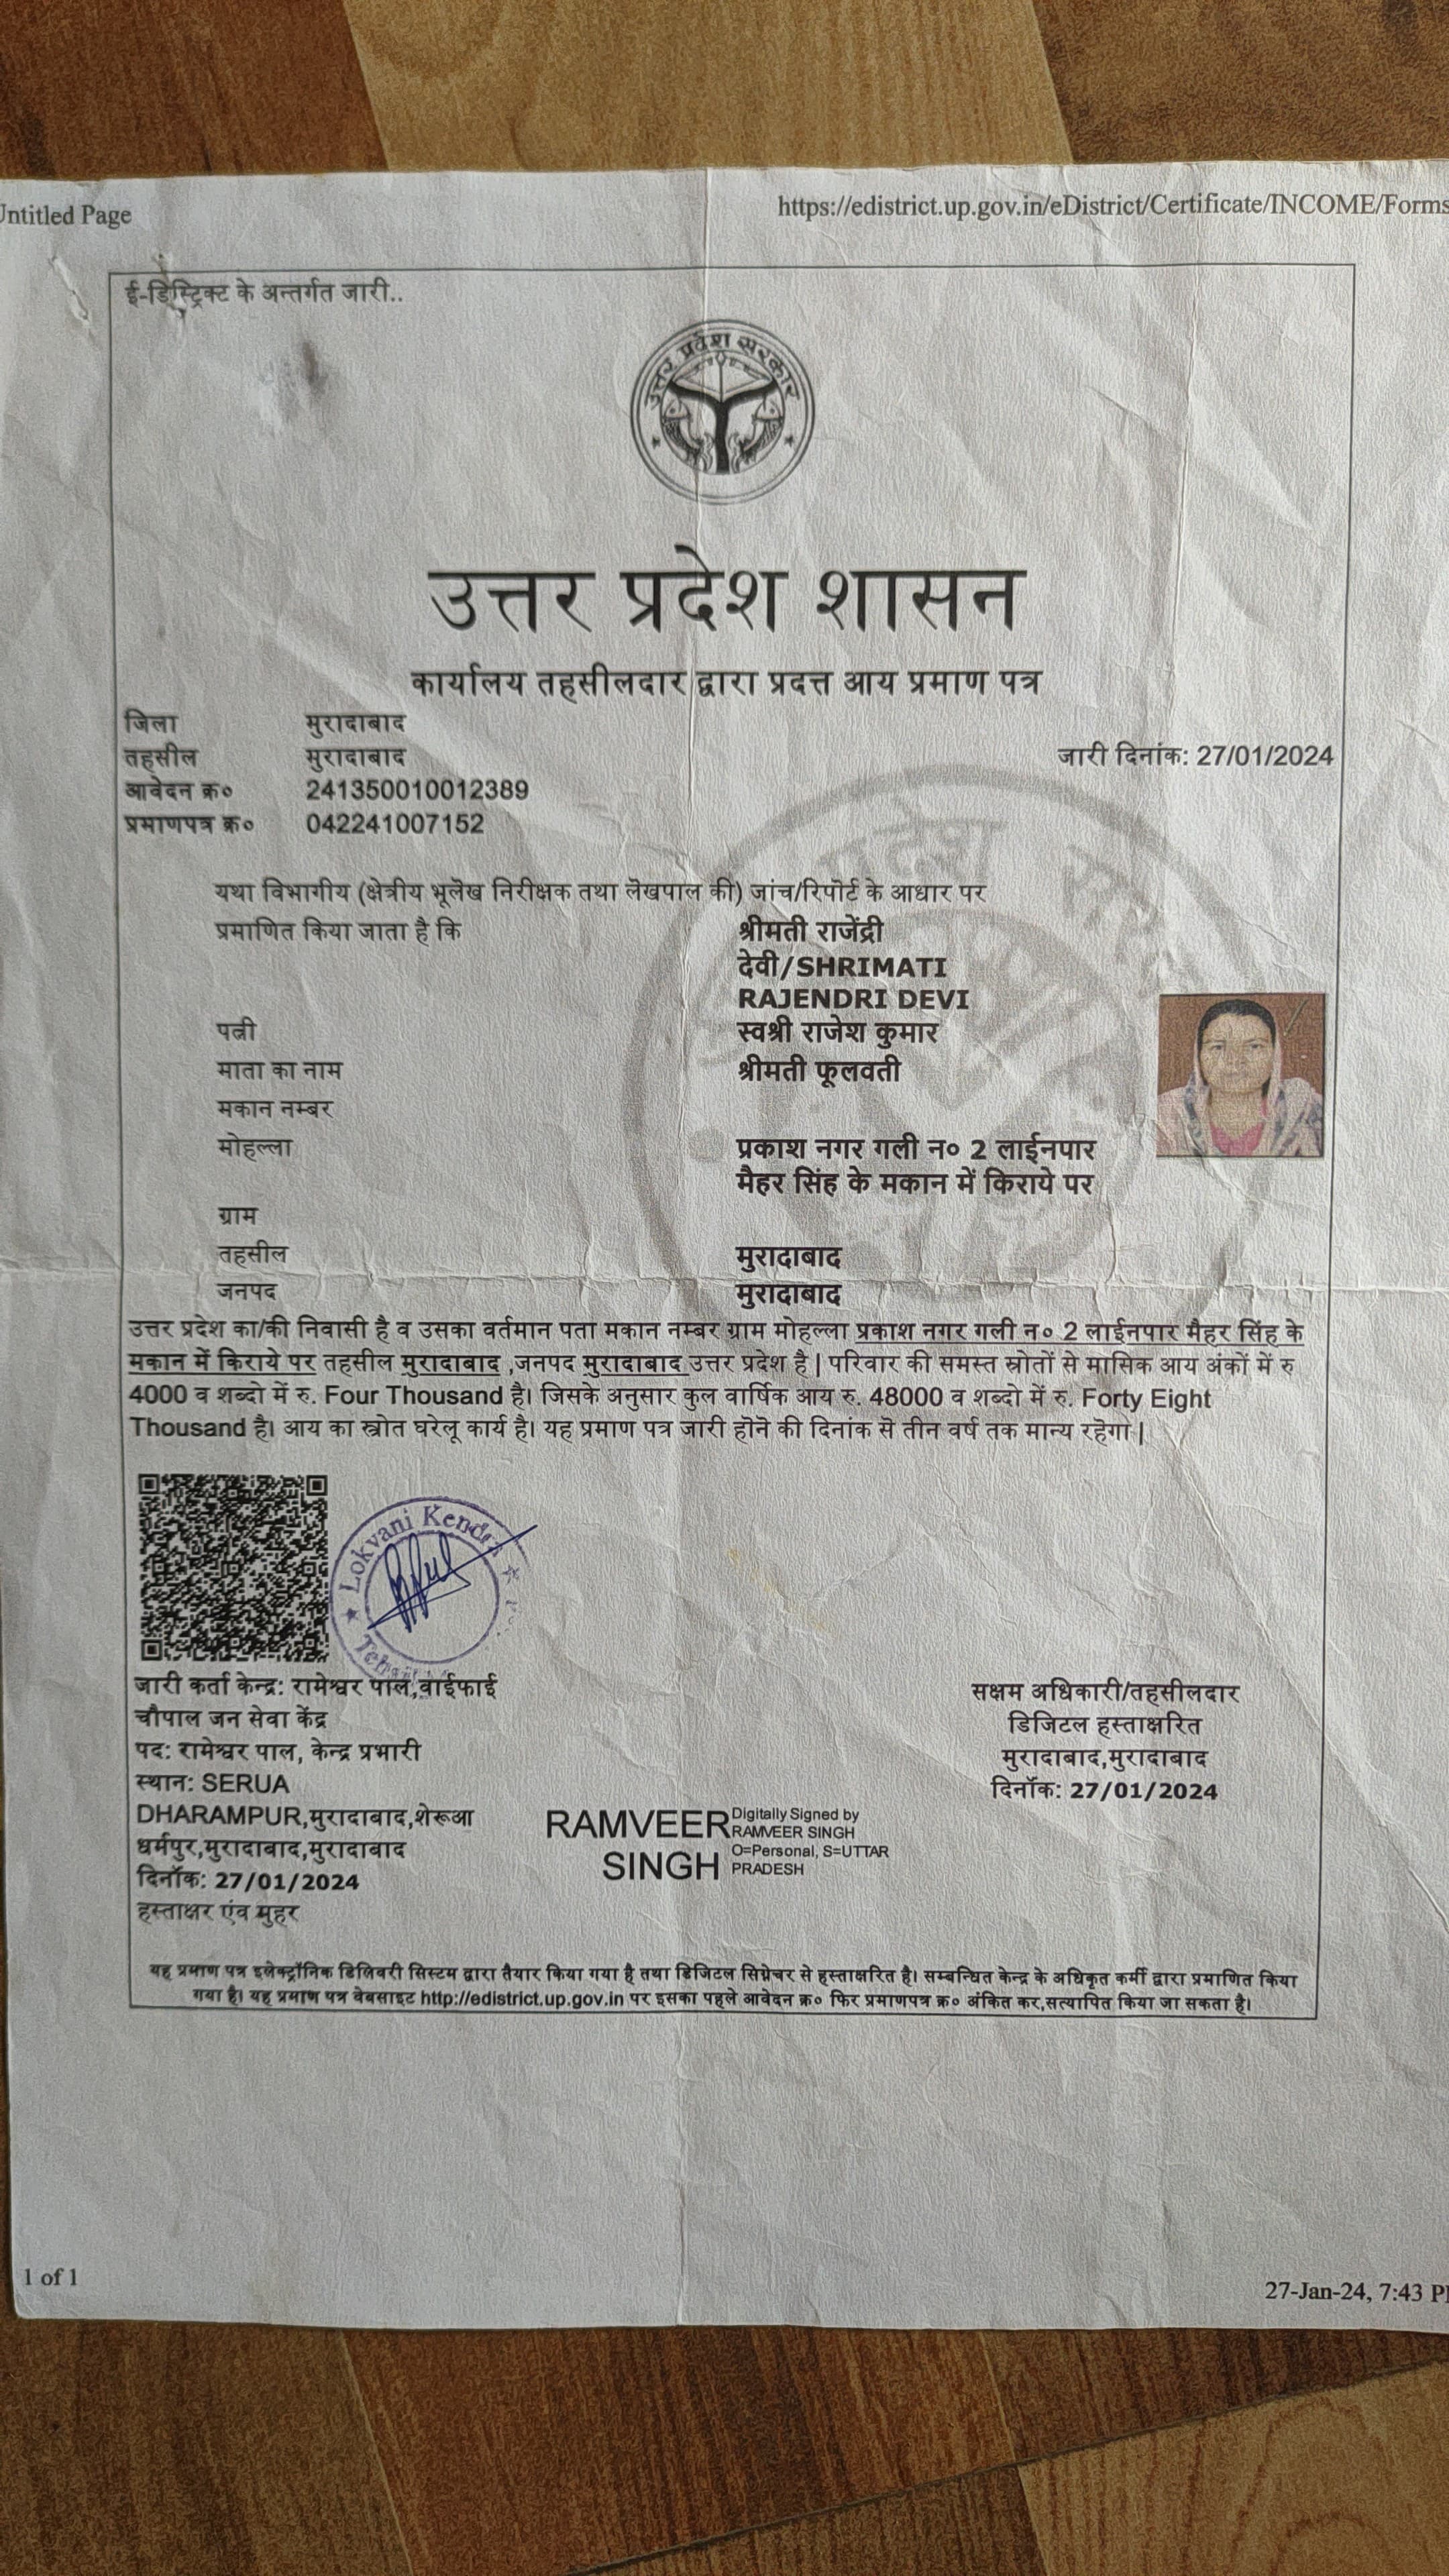 Untitled Page
https://edistrict.up.gov.in/eDistrict/Certificate/INCOME/Forms
ई-डिस्ट्रिक्ट के अन्तर्गत जारी..
उत्तर प्रदेश सरकार
उत्तर प्रदेश शासन
कार्यालय तहसीलदार द्वारा प्रदत्त आय प्रमाण पत्र
जिला मुरादाबाद
तहसील मुरादाबाद जारी दिनांक: 27/01/2024
आवेदन क्र० 241350010012389
प्रमाणपत्र क्र० 042241007152
यथा विभागीय (क्षेत्रीय भूलेख निरीक्षक तथा लेखपाल की) जांच/रिपोर्ट के आधार पर
प्रमाणित किया जाता है कि श्रीमती राजेंद्री
देवी/SHRIMATI
RAJENDRI DEVI
पत्नी स्वश्री राजेश कुमार
माता का नाम श्रीमती फूलवती
मकान नम्बर
मोहल्ला प्रकाश नगर गली न० 2 लाईनपार
मैहर सिंह के मकान में किराये पर
ग्राम
तहसील मुरादाबाद
जनपद मुरादाबाद
उत्तर प्रदेश का/की निवासी है व उसका वर्तमान पता मकान नम्बर ग्राम मोहल्ला प्रकाश नगर गली न० 2 लाईनपार मैहर सिंह के
मकान में किराये पर तहसील मुरादाबाद ,जनपद मुरादाबाद उत्तर प्रदेश है | परिवार की समस्त स्रोतों से मासिक आय अंकों में रु
4000 व शब्दो में रु. Four Thousand है। जिसके अनुसार कुल वार्षिक आय रु. 48000 व शब्दो में रु. Forty Eight
Thousand है। आय का स्त्रोत घरेलू कार्य है। यह प्रमाण पत्र जारी होने की दिनांक से तीन वर्ष तक मान्य रहेगा |
Lokvani Kendra
जारी कर्ता केन्द्र: रामेश्वर पाल,वाईफाई
चौपाल जन सेवा केंद्र
पद: रामेश्वर पाल, केन्द्र प्रभारी
स्थान: SERUA
DHARAMPUR,मुरादाबाद,शेरूआ
धर्मपुर,मुरादाबाद,मुरादाबाद
दिनॉक: 27/01/2024
हस्ताक्षर एंव मुहर
RAMVEER
SINGH
Digitally Signed by
RAMVEER SINGH
O=Personal, S=UTTAR
PRADESH
सक्षम अधिकारी/तहसीलदार
डिजिटल हस्ताक्षरित
मुरादाबाद,मुरादाबाद
दिनॉक: 27/01/2024
यह प्रमाण पत्र इलेक्ट्रॉनिक डिलिवरी सिस्टम द्वारा तैयार किया गया है तथा डिजिटल सिग्नेचर से हस्ताक्षरित है। सम्बन्धित केन्द्र के अधिकृत कर्मी द्वारा प्रमाणित किया
गया है। यह प्रमाण पत्र वेबसाइट http://edistrict.up.gov.in पर इसका पहले आवेदन क्र० फिर प्रमाणपत्र क्र० अंकित कर,सत्यापित किया जा सकता है।
1 of 1
27-Jan-24, 7:43